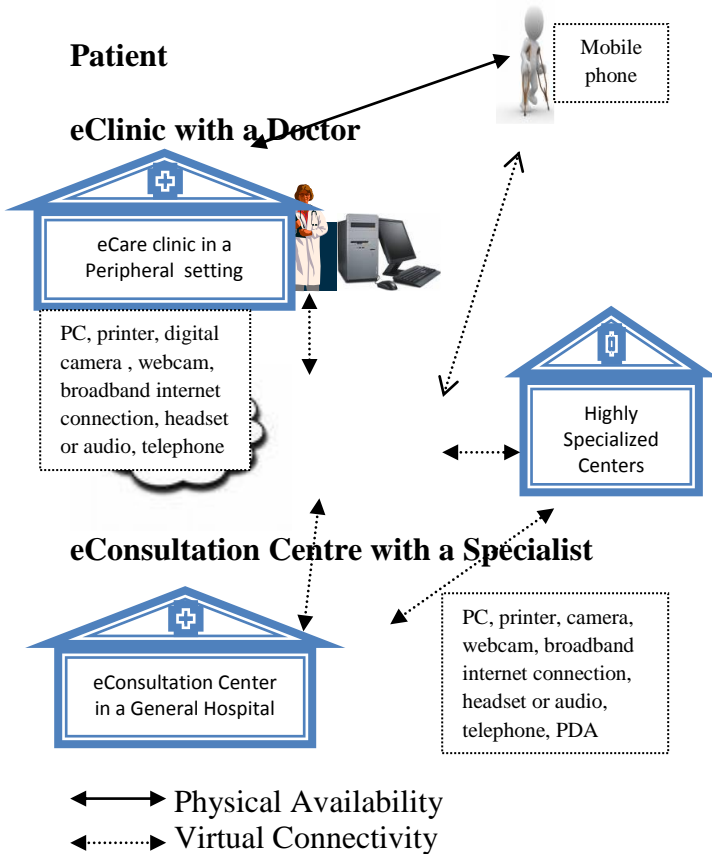 Patient
Mobile
phone
eClinic with a Doctor
eCare clinic in a
Peripheral setting
PC, printer, digital
camera , webcam,
broadband internet
connection, headset
or audio, telephone
Highly
Specialized
Centers
eConsultation Centre with a Specialist
eConsultation Center
in a General Hospital
PC, printer, camera,
webcam, broadband
internet connection,
headset or audio,
telephone, PDA
Physical Availability
Virtual Connectivity